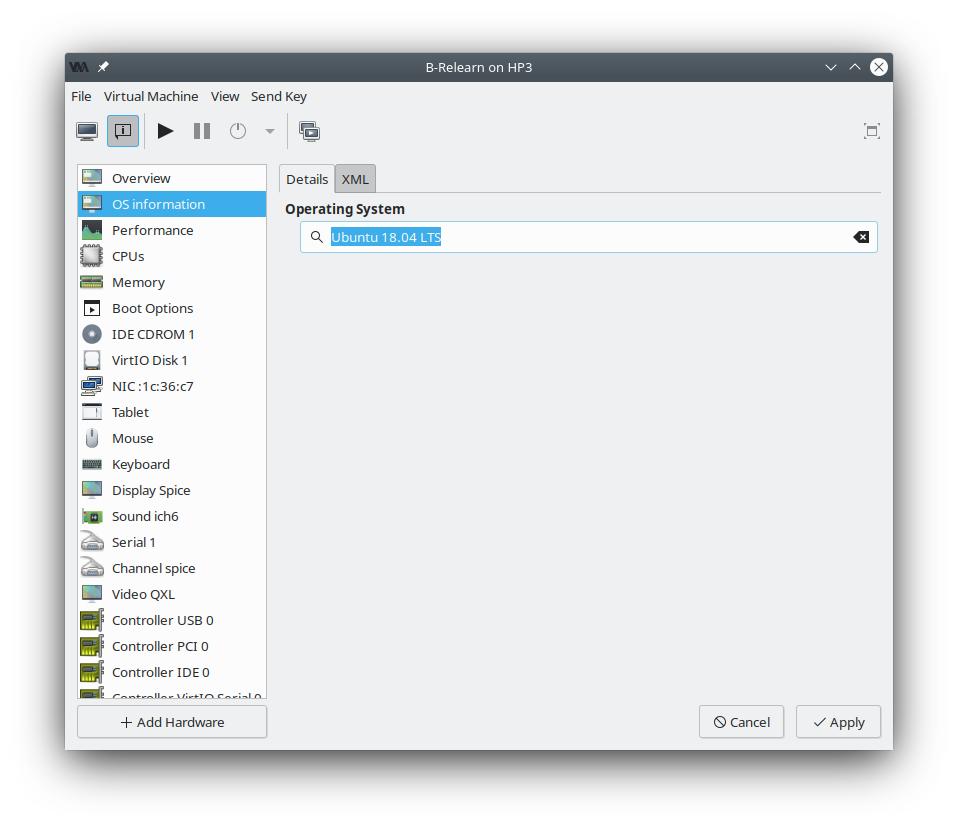 B-Relearn on HP3
File Virtual Machine View Send Key
Overview
OS information
Performance
CPUs
Memory
Boot Options
IDE CDROM 1
VirtIO Disk 1
NIC :1c:36:c7
Tablet
Mouse
Keyboard
Display Spice
Sound ich6
Serial 1
Channel spice
Video QXL
Controller USB 0
Controller PCI 0
Controller IDE 0
Controller VirtIO Serial 0
Add Hardware
Details XML
Operating System
Ubuntu 18.04 LTS
Cancel Apply